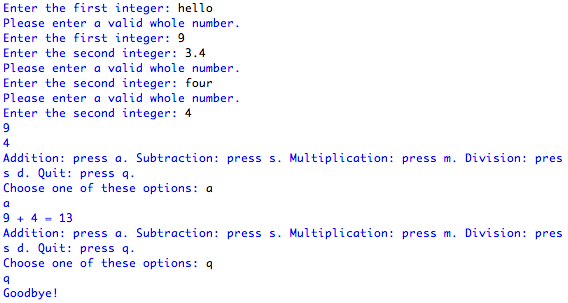 Enter the first integer: hello
Please enter a valid whole number.
Enter the first integer: 9
Enter the second integer: 3.4
Please enter a valid whole number.
Enter the second integer: four
Please enter a valid whole number.
Enter the second integer: 4
9
4
Addition: press a. Subtraction: press s. Multiplication: press m. Division: pres
s d. Quit: press q.
Choose one of these options: a
a
9 + 4 = 13
Addition: press a. Subtraction: press s. Multiplication: press m. Division: pres
s d. Quit: press q.
Choose one of these options: q
q
Goodbye!